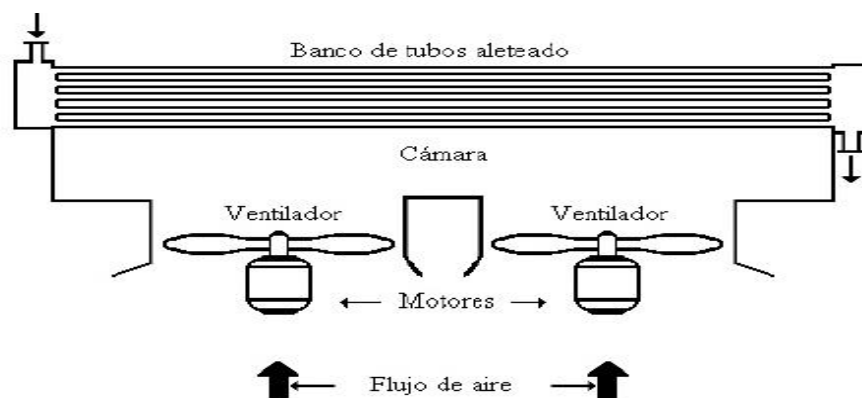 Banco de tubos aleteado
Cámara
Ventilador Ventilador
Motores
Flujo de aire